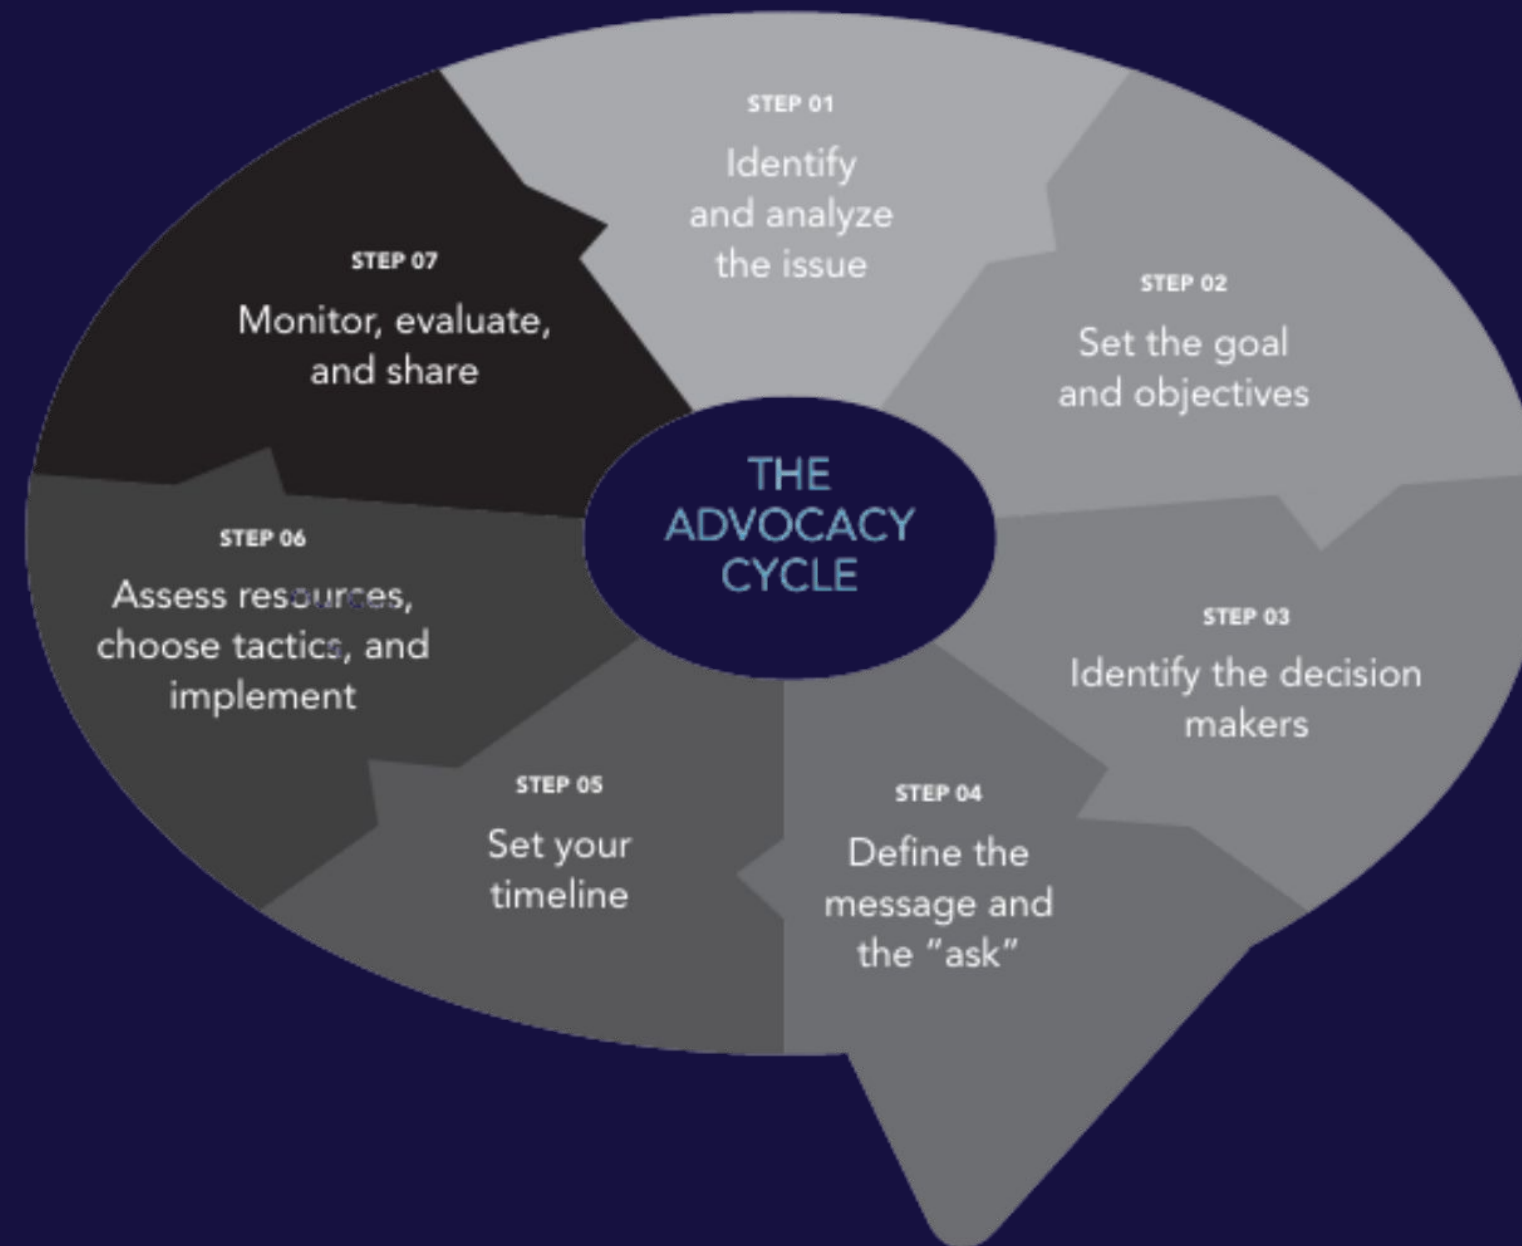 STEP 01
Identify
and analyze
the issue
STEP 02
Set the goal
and objectives
STEP 03
Identify the decision
makers
STEP 04
Define the
message and
the “ask”
STEP 05
Set your
timeline
STEP 06
Assess resources,
choose tactics, and
implement
STEP 07
Monitor, evaluate,
and share
THE
ADVOCACY
CYCLE